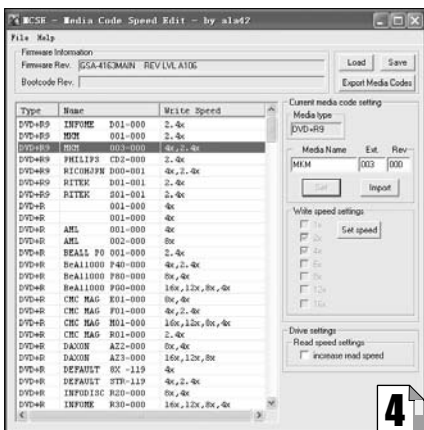 MCSE - Media Code Speed Edit - by ala42
File Help
Firmware Information
Firmware Rev. GSA-4163MAIN REV LVL A106
Bootcode Rev.
Load Save
Export Media Codes
Type Name Write Speed
DVD+R9 INFOME D01-000 2.4x
DVD+R9 MKM 001-000 2.4x
DVD+R9 MKM 003-000 4x,2.4x
DVD+R9 PHILIPS CD2-000 2.4x
DVD+R9 RICOHJPN D00-001 4x,2.4x
DVD+R9 RITEK D01-001 2.4x
DVD+R9 RITEK S01-001 2.4x
DVD+R 001-000 4x
DVD+R 001-000 4x
DVD+R AML 001-000 4x
DVD+R AML 002-000 8x
DVD+R BEALL P0 001-000 2.4x
DVD+R BeAll000 P40-000 4x,2.4x
DVD+R BeAll000 P80-000 8x,4x
DVD+R BeAll000 PG0-000 16x,12x,8x,4x
DVD+R CMC MAG E01-000 8x,4x
DVD+R CMC MAG F01-000 4x,2.4x
DVD+R CMC MAG M01-000 16x,12x,8x,4x
DVD+R CMC MAG R01-000 2.4x
DVD+R DAXON AZ2-000 8x,4x
DVD+R DAXON AZ3-000 16x,12x,8x
DVD+R DEFAULT 8X -119 4x
DVD+R DEFAULT STR-119 4x,2.4x
DVD+R INFODISC R20-000 8x,4x
DVD+R INFOME R30-000 16x,12x,8x,4x
Current media code setting
Media type
DVD+R9
Media Name Ext. Rev
MKM 003 000
Set Import
Write speed settings
1x
2x
4x
6x
8x
12x
16x
Set speed
Drive settings
Read speed settings
increase read speed
4